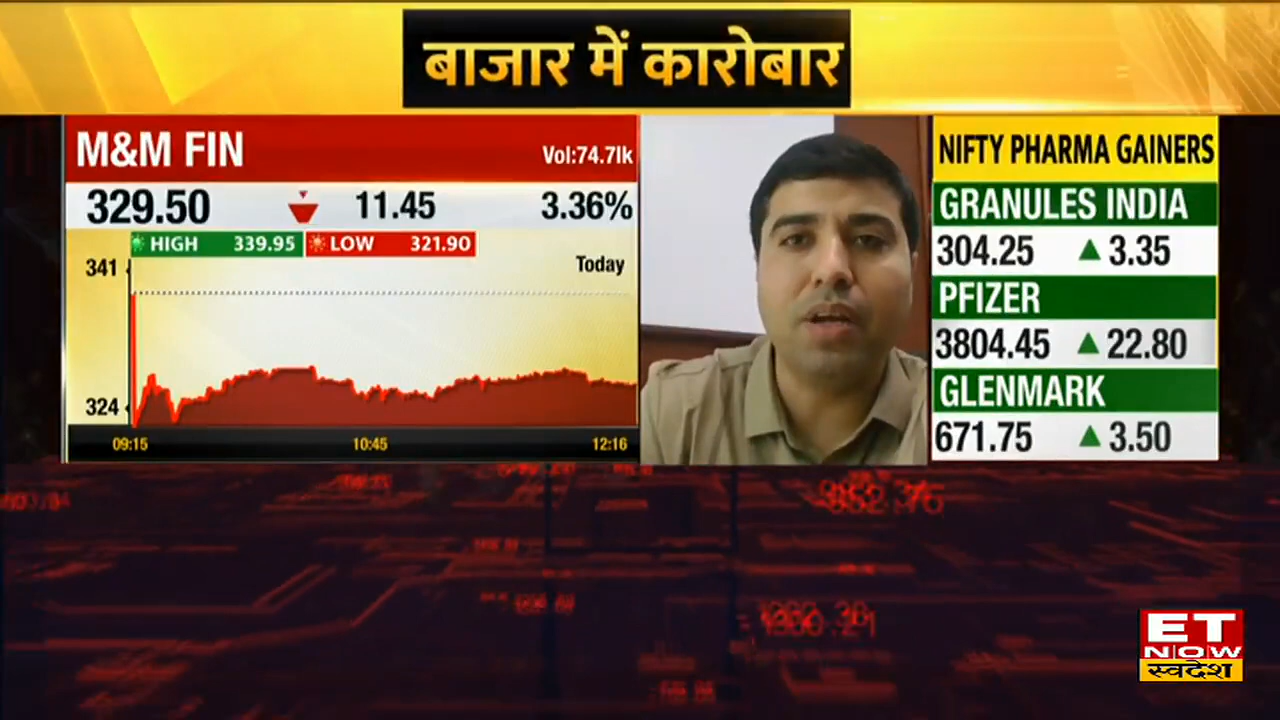 बाजार में कारोबार
M&M FIN
Vol:74.7lk
329.50 11.45 3.36%
HIGH 339.95 LOW 321.90
Today
341
324
09:15 10:45 12:16
NIFTY PHARMA GAINERS
GRANULES INDIA
304.25 ▲ 3.35
PFIZER
3804.45 ▲ 22.80
GLENMARK
671.75 ▲ 3.50
ET
NOW
स्वदेश